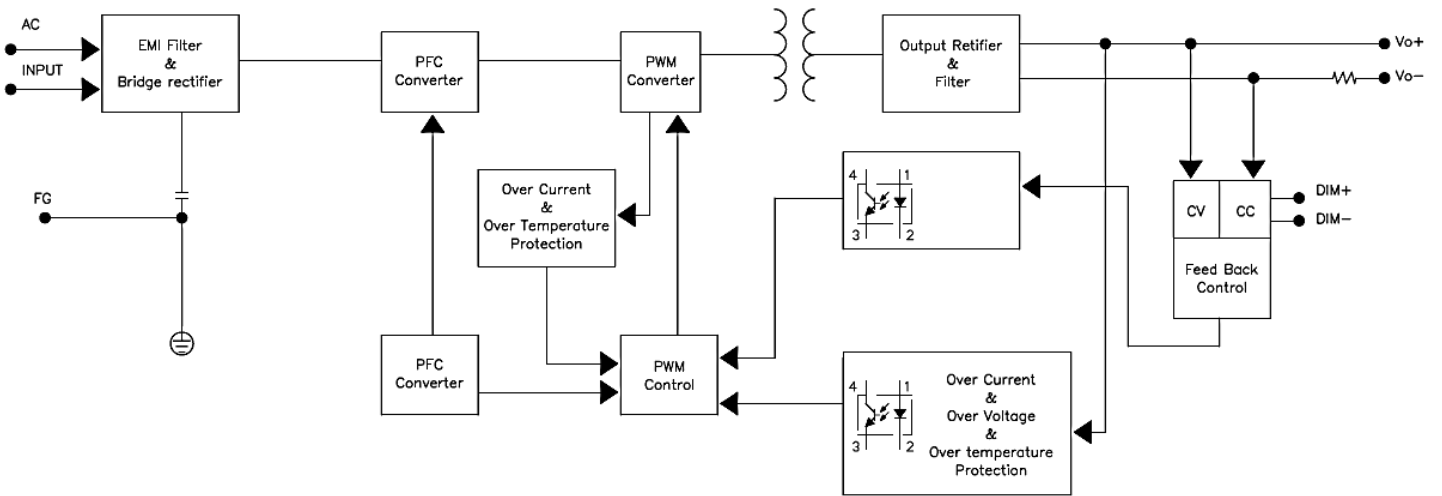 AC
INPUT
EMI Filter
&
Bridge rectifier
PFC
Converter
PWM
Converter
Output Retifier
&
Filter
Vo+
Vo-
FG
Over Current
&
Over Temperature
Protection
4 1
3 2
CV CC
DIM+
DIM-
Feed Back
Control
PFC
Converter
PWM
Control
4 1
3 2
Over Current
&
Over Voltage
&
Over temperature
Protection